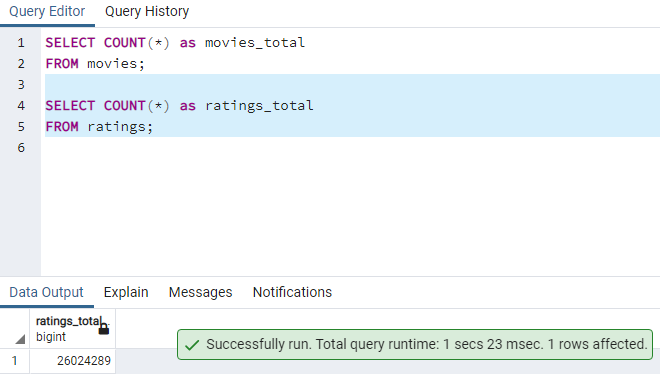 Query Editor Query History
1 SELECT COUNT(*) as movies_total
2 FROM movies;
3
4 SELECT COUNT(*) as ratings_total
5 FROM ratings;
6
Data Output Explain Messages Notifications
ratings_total
bigint
Successfully run. Total query runtime: 1 secs 23 msec. 1 rows affected.
1 26024289